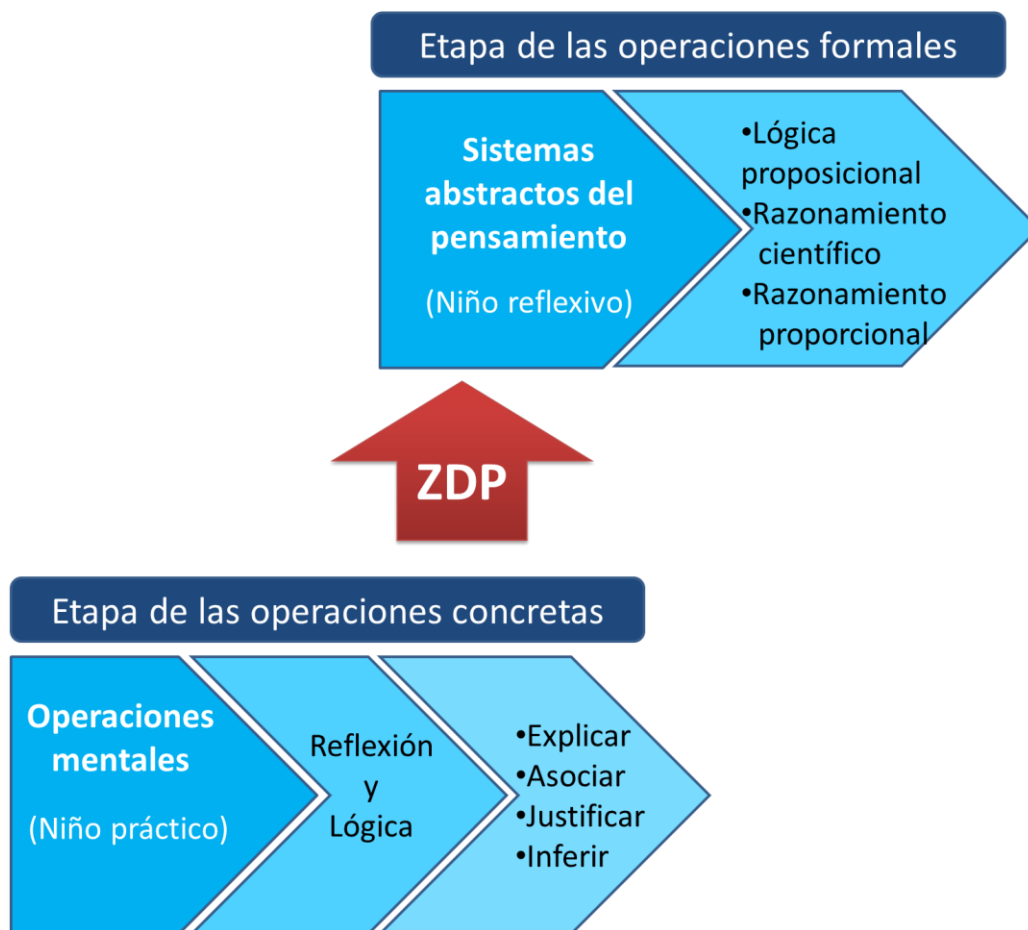 Etapa de las operaciones formales
Sistemas
abstractos del
pensamiento
(Niño reflexivo)
•Lógica
proposicional
•Razonamiento
científico
•Razonamiento
proporcional
ZDP
Etapa de las operaciones concretas
Operaciones
mentales
(Niño práctico)
Reflexión
y
Lógica
•Explicar
•Asociar
•Justificar
•Inferir